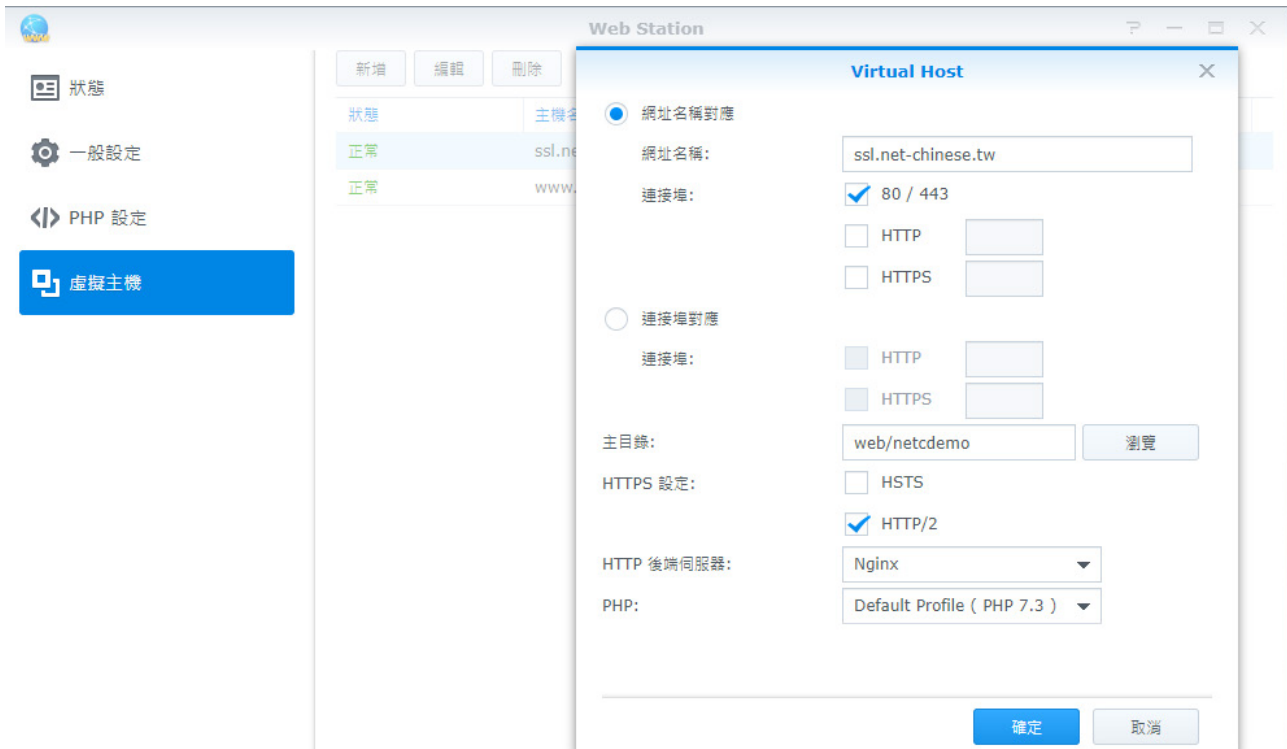 Web Station
狀態
一般設定
PHP 設定
虛擬主機
新增 編輯 刪除
狀態 主機名
正常 ssl.ne
正常 www.
Virtual Host
網址名稱對應
網址名稱: ssl.net-chinese.tw
連接埠: 80 / 443
HTTP
HTTPS
連接埠對應
連接埠: HTTP
HTTPS
主目錄: web/netcdemo 瀏覽
HTTPS 設定: HSTS
HTTP/2
HTTP 後端伺服器: Nginx
PHP: Default Profile ( PHP 7.3 )
確定 取消